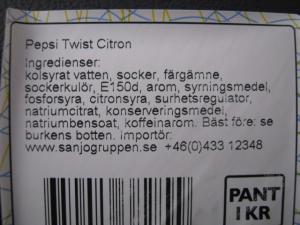 Pepsi Twist Citron
Ingredienser:
kolsyrat vatten, socker, färgämne,
sockerkulör, E150d, arom, syrningsmedel,
fosforsyra, citronsyra, surhetsregulator,
natriumcitrat, konserveringsmedel,
natriumbensoat, koffeinarom. Bäst före: se
burkens botten. Importör:
www.sanjogruppen.se +46(0)433 12348
PANT
1 KR